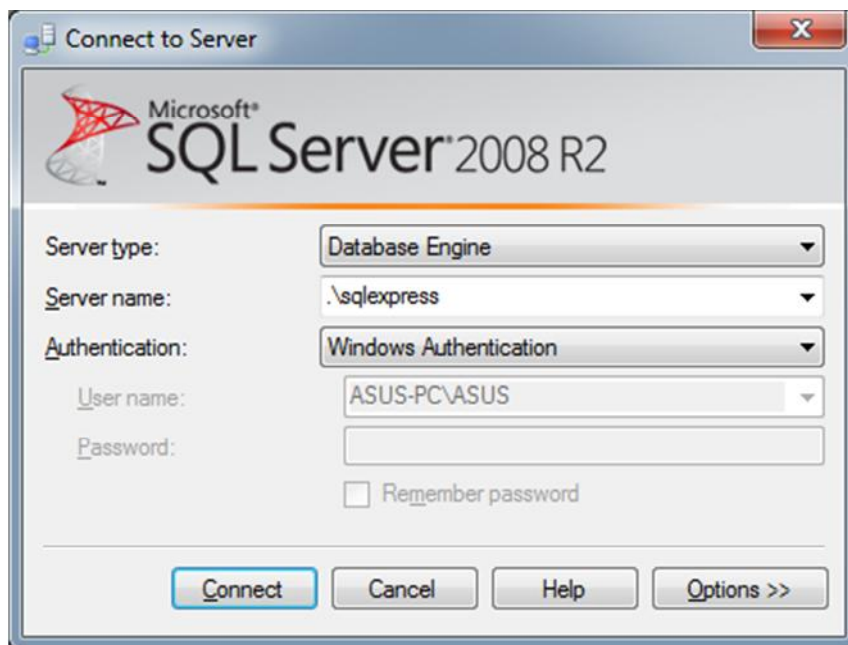 Connect to Server
Microsoft®
SQL Server® 2008 R2
Server type: Database Engine
Server name: .\sqlexpress
Authentication: Windows Authentication
User name: ASUS-PC\ASUS
Password:
Remember password
Connect Cancel Help Options >>